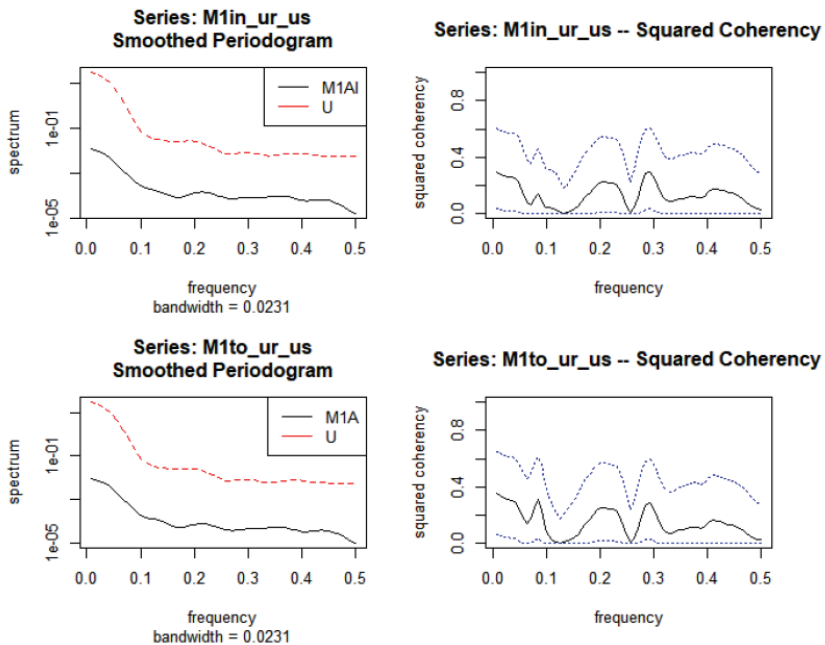 Series: M1in_ur_us
Smoothed Periodogram
spectrum
1e-01
1e-05
M1AI
U
0.0 0.1 0.2 0.3 0.4 0.5
frequency
bandwidth = 0.0231
Series: M1in_ur_us -- Squared Coherency
squared coherency
0.8
0.4
0.0
0.0 0.1 0.2 0.3 0.4 0.5
frequency
Series: M1to_ur_us
Smoothed Periodogram
spectrum
1e-01
1e-05
M1A
U
0.0 0.1 0.2 0.3 0.4 0.5
frequency
bandwidth = 0.0231
Series: M1to_ur_us -- Squared Coherency
squared coherency
0.8
0.4
0.0
0.0 0.1 0.2 0.3 0.4 0.5
frequency